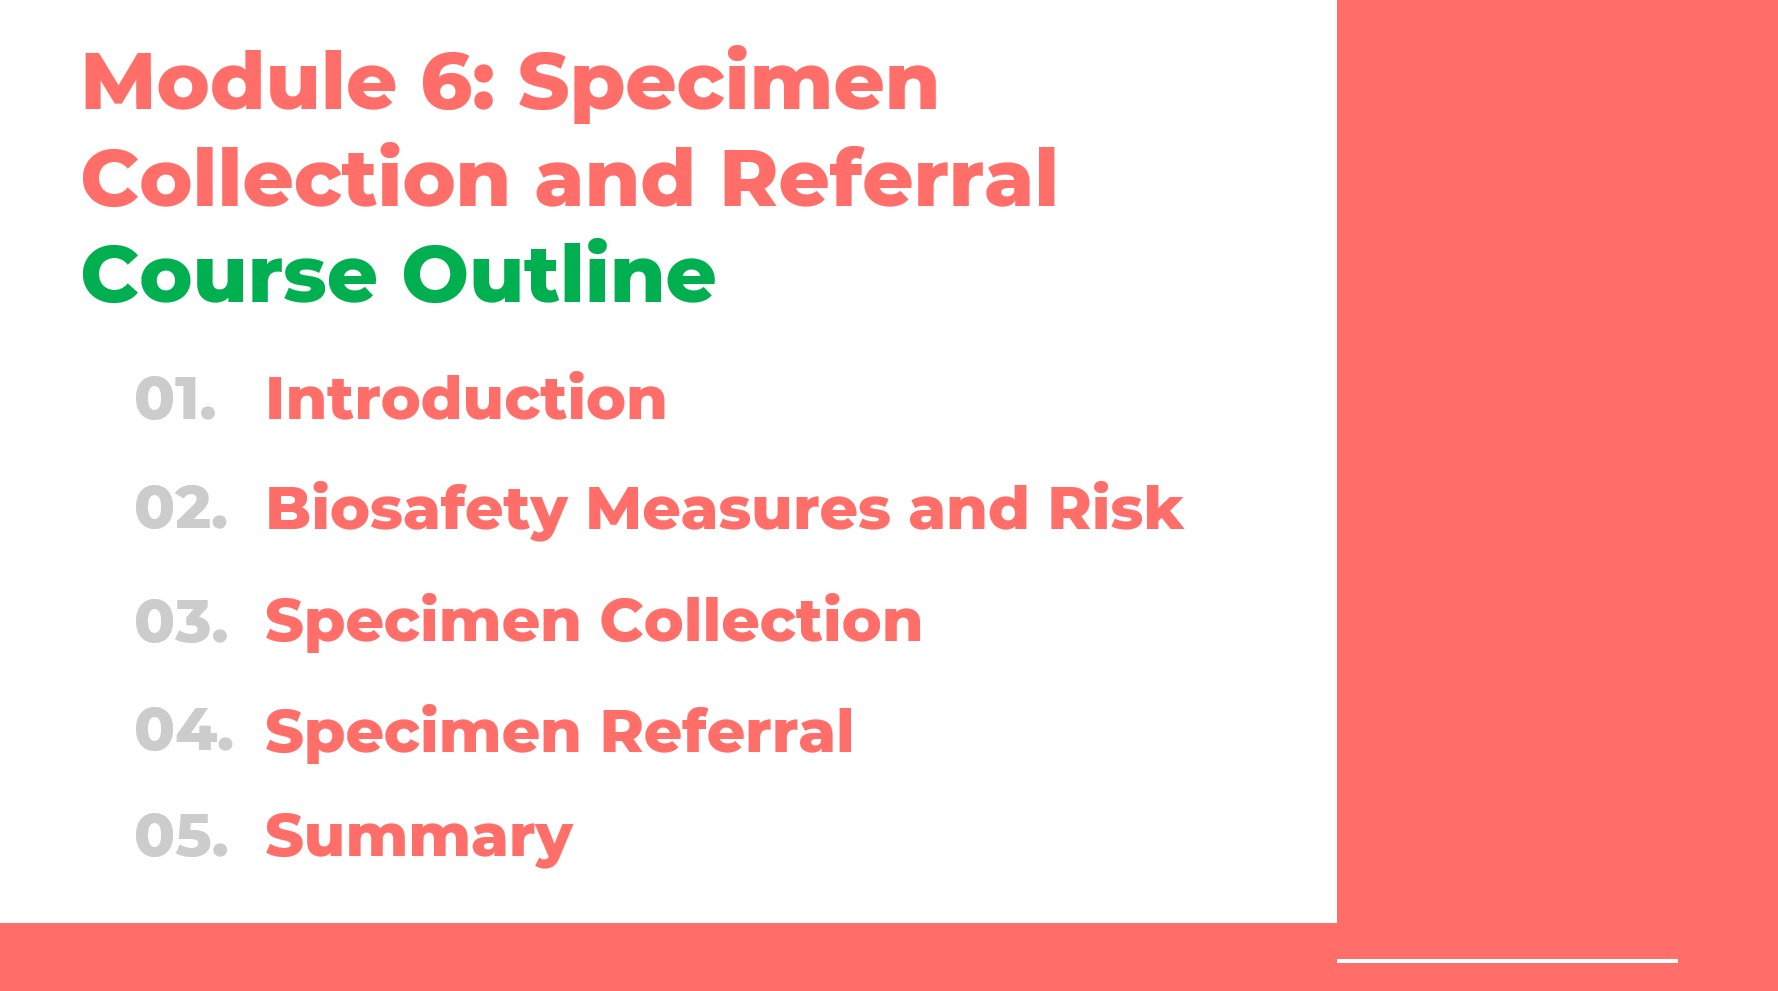 Module 6: Specimen
Collection and Referral
Course Outline
01. Introduction
02. Biosafety Measures and Risk
03. Specimen Collection
04. Specimen Referral
05. Summary